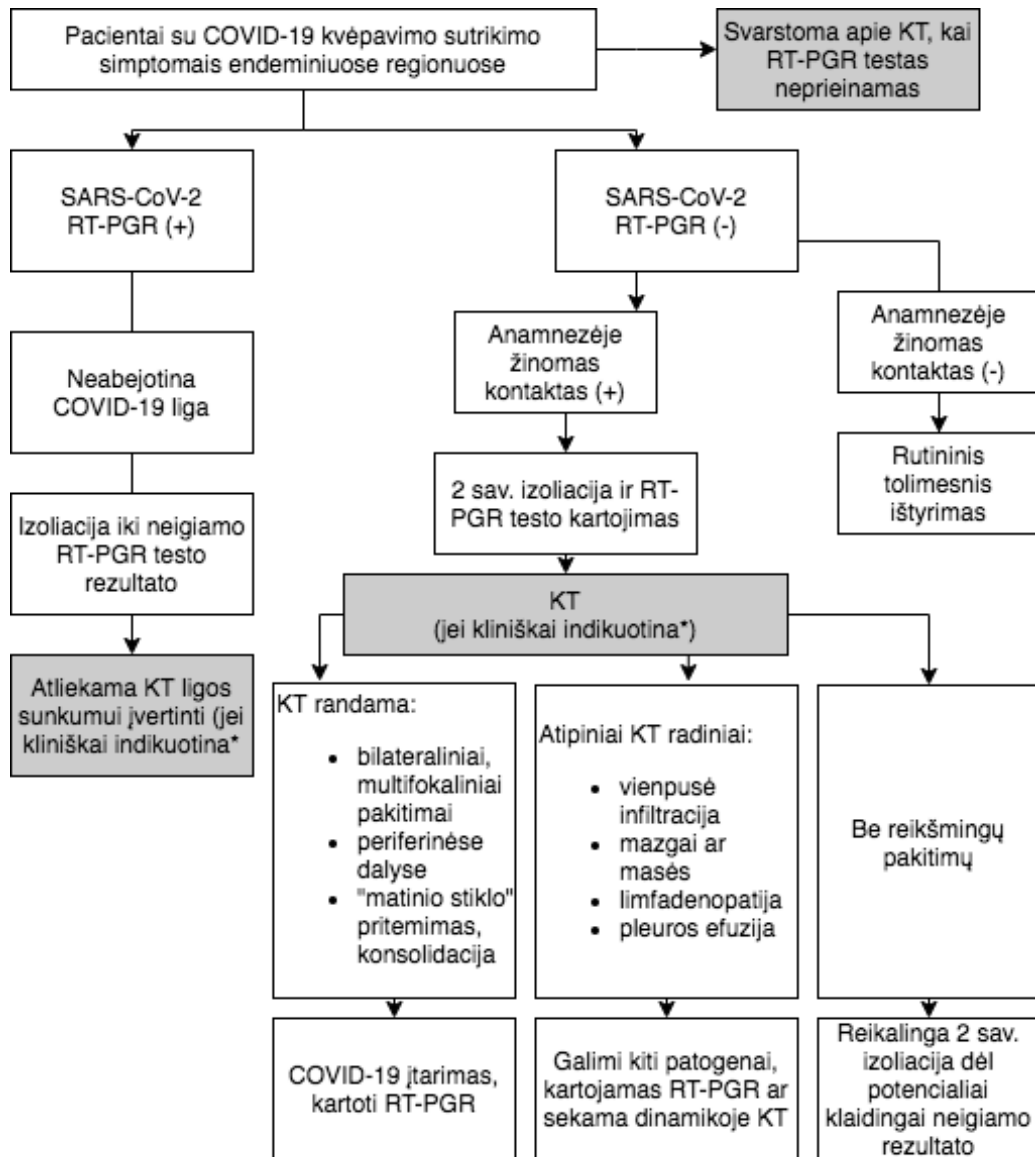 Pacientai su COVID-19 kvėpavimo sutrikimo
simptomais endeminiuose regionuose
Svarstoma apie KT, kai
RT-PGR testas
neprieinamas
SARS-CoV-2
RT-PGR (+)
SARS-CoV-2
RT-PGR (-)
Neabejotina
COVID-19 liga
Anamnezėje
žinomas
kontaktas (+)
Anamnezėje
žinomas
kontaktas (-)
Izoliacija iki neigiamo
RT-PGR testo
rezultato
2 sav. izoliacija ir RT-
PGR testo kartojimas
Rutininis
tolimesnis
ištyrimas
Atliekama KT ligos
sunkumui įvertinti (jei
kliniškai indikuotina*
KT
(jei kliniškai indikuotina*)
KT randama:
• bilateraliniai,
multifokaliniai
pakitimai
• periferinėse
dalyse
• "matinio stiklo"
pritemimas,
konsolidacija
Atipiniai KT radiniai:
• vienpusė
infiltracija
• mazgai ar
masės
• limfadenopatija
• pleuros efuzija
Be reikšmingų
pakitimų
COVID-19 įtarimas,
kartoti RT-PGR
Galimi kiti patogenai,
kartojamas RT-PGR ar
sekama dinamikoje KT
Reikalinga 2 sav.
izoliacija dėl
potencialiai
klaidingai neigiamo
rezultato